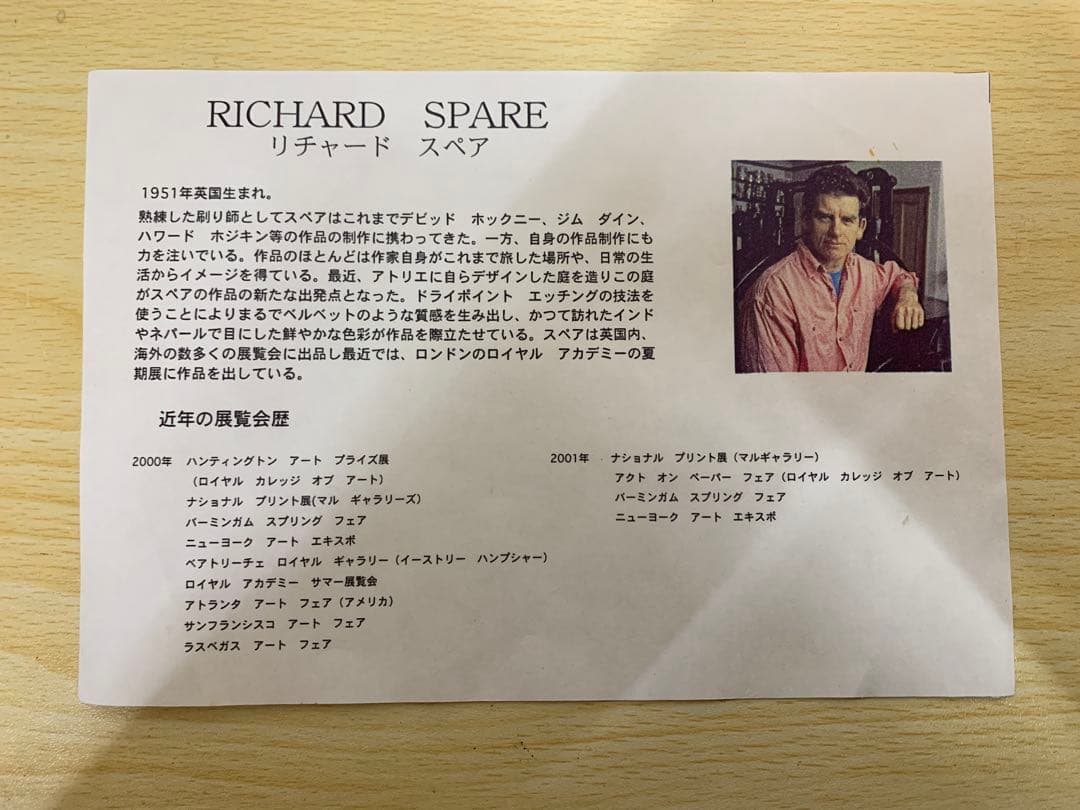 RICHARD SPARE
リチャード スペア
1951年英国生まれ。
熟練した刷り師としてスペアはこれまでデビッド ホックニー、ジム ダイン、
ハワード ホジキン等の作品の制作に携わってきた。一方、自身の作品制作にも
力を注いでいる。作品のほとんどは作家自身がこれまで旅した場所や、日常の生
活からイメージを得ている。最近、アトリエに自らデザインした庭を造りこの庭
がスペアの作品の新たな出発点となった。ドライポイント エッチングの技法を
使うことによりまるでベルベットのような質感を生み出し、かつて訪れたインド
やネパールで目にした鮮やかな色彩が作品を際立たせている。スペアは英国内、
海外の数多くの展覧会に出品し最近では、ロンドンのロイヤル アカデミーの夏
期展に作品を出している。
近年の展覧会歴
2000年 ハンティングトン アート プライズ展
（ロイヤル カレッジ オブ アート）
ナショナル プリント展(マル ギャラリーズ)
バーミンガム スプリング フェア
ニューヨーク アート エキスポ
ベアトリーチェ ロイヤル ギャラリー（イーストリー ハンプシャー）
ロイヤル アカデミー サマー展覧会
アトランタ アート フェア（アメリカ）
サンフランシスコ アート フェア
ラスベガス アート フェア
2001年 ナショナル プリント展（マルギャラリー）
アクト オン ペーパー フェア（ロイヤル カレッジ オブ アート）
バーミンガム スプリング フェア
ニューヨーク アート エキスポ